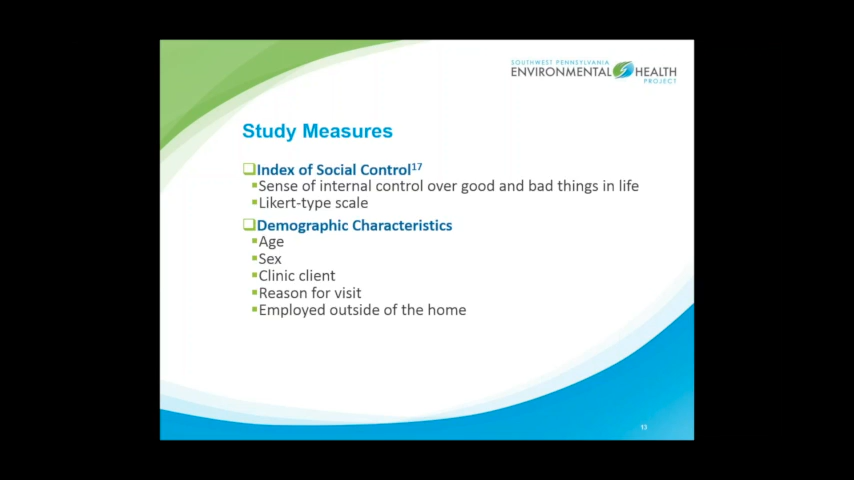 SOUTHWEST PENNSYLVANIA
ENVIRONMENTAL HEALTH
PROJECT
Study Measures
Index of Social Control17
Sense of internal control over good and bad things in life
Likert-type scale
Demographic Characteristics
Age
Sex
Clinic client
Reason for visit
Employed outside of the home
13